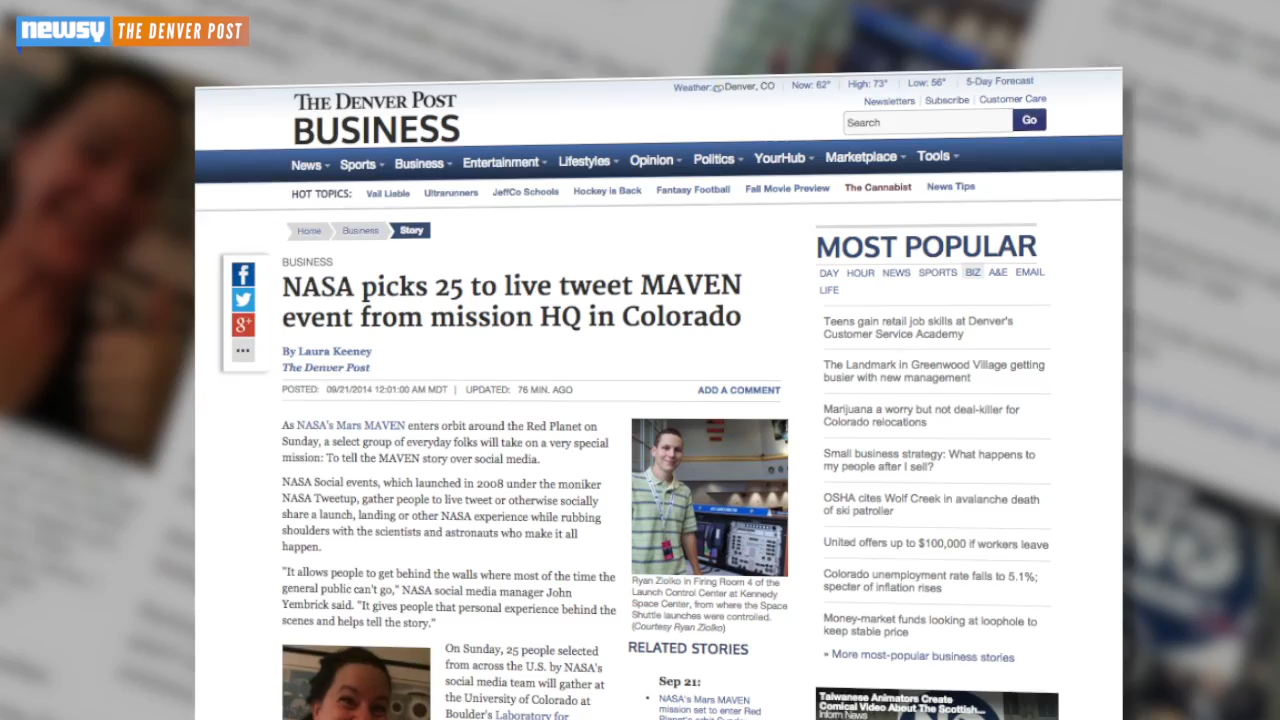 newsy THE DENVER POST
THE DENVER POST
BUSINESS
Weather: Denver, CO Now: 62° High: 73° Low: 56° 5-Day Forecast
Newsletters | Subscribe | Customer Care
Search Go
News Sports Business Entertainment Lifestyles Opinion Politics YourHub Marketplace Tools
HOT TOPICS: Vail Liable Ultrarunners JeffCo Schools Hockey is Back Fantasy Football Fall Movie Preview The Cannabist News Tips
Home Business Story
BUSINESS
NASA picks 25 to live tweet MAVEN
event from mission HQ in Colorado
By Laura Keeney
The Denver Post
POSTED: 09/21/2014 12:01:00 AM MDT | UPDATED: 76 MIN. AGO
ADD A COMMENT
As NASA's Mars MAVEN enters orbit around the Red Planet on
Sunday, a select group of everyday folks will take on a very special
mission: To tell the MAVEN story over social media.
NASA Social events, which launched in 2008 under the moniker
NASA Tweetup, gather people to live tweet or otherwise socially
share a launch, landing or other NASA experience while rubbing
shoulders with the scientists and astronauts who make it all
happen.
"It allows people to get behind the walls where most of the time the
general public can't go," NASA social media manager John
Yembrick said. "It gives people that personal experience behind the
scenes and helps tell the story."
On Sunday, 25 people selected
from across the U.S. by NASA's
social media team will gather at
the University of Colorado at
Boulder's Laboratory for
Ryan Ziolko in Firing Room 4 of the
Launch Control Center at Kennedy
Space Center, from where the Space
Shuttle launches were controlled.
(Courtesy Ryan Ziolko)
RELATED STORIES
Sep 21:
• NASA's Mars MAVEN
mission set to enter Red
Planet's orbit Sunday
MOST POPULAR
DAY HOUR NEWS SPORTS BIZ A&E EMAIL
LIFE
Teens gain retail job skills at Denver's
Customer Service Academy
The Landmark in Greenwood Village getting
busier with new management
Marijuana a worry but not deal-killer for
Colorado relocations
Small business strategy: What happens to
my people after I sell?
OSHA cites Wolf Creek in avalanche death
of ski patroller
United offers up to $100,000 if workers leave
Colorado unemployment rate falls to 5.1%;
specter of inflation rises
Money-market funds looking at loophole to
keep stable price
» More most-popular business stories
Taiwanese Animators Create
Comical Video About The Scottish...
Inform News